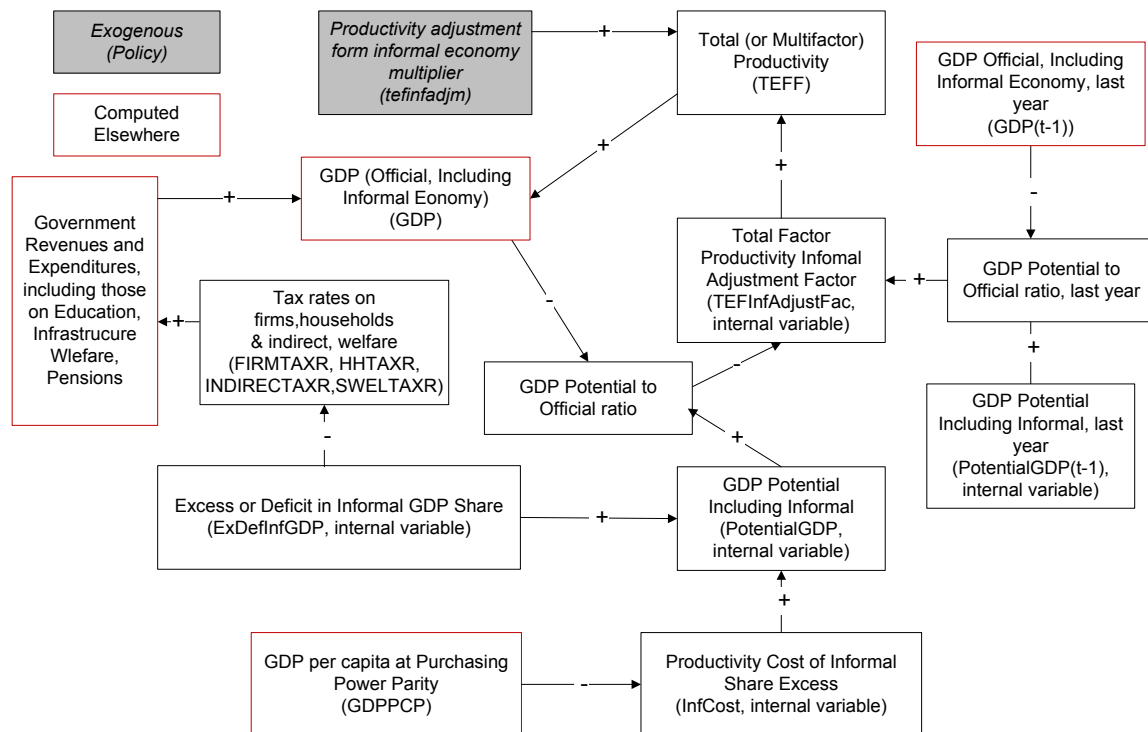 Exogenous
(Policy)
Productivity adjustment
form informal economy
multiplier
(tefinfadjm)
+
Total (or Multifactor)
Productivity
(TEFF)
GDP Official, Including
Informal Economy, last
year
(GDP(t-1))
Computed
Elsewhere
+
+
-
Government
Revenues and
Expenditures,
including those
on Education,
Infrastrucure
Wlefare,
Pensions
+
GDP (Official, Including
Informal Eonomy)
(GDP)
Total Factor
Productivity Infomal
Adjustment Factor
(TEFInfAdjustFac,
internal variable)
+
GDP Potential to
Official ratio, last year
+
Tax rates on
firms,households
& indirect, welfare
(FIRMTAXR, HHTAXR,
INDIRECTAXR,SWELTAXR)
-
-
+
GDP Potential to
Official ratio
GDP Potential
Including Informal, last
year
(PotentialGDP(t-1),
internal variable)
-
+
Excess or Deficit in Informal GDP Share
(ExDefInfGDP, internal variable)
+
GDP Potential
Including Informal
(PotentialGDP,
internal variable)
+
GDP per capita at Purchasing
Power Parity
(GDPPCP)
-
Productivity Cost of Informal
Share Excess
(InfCost, internal variable)